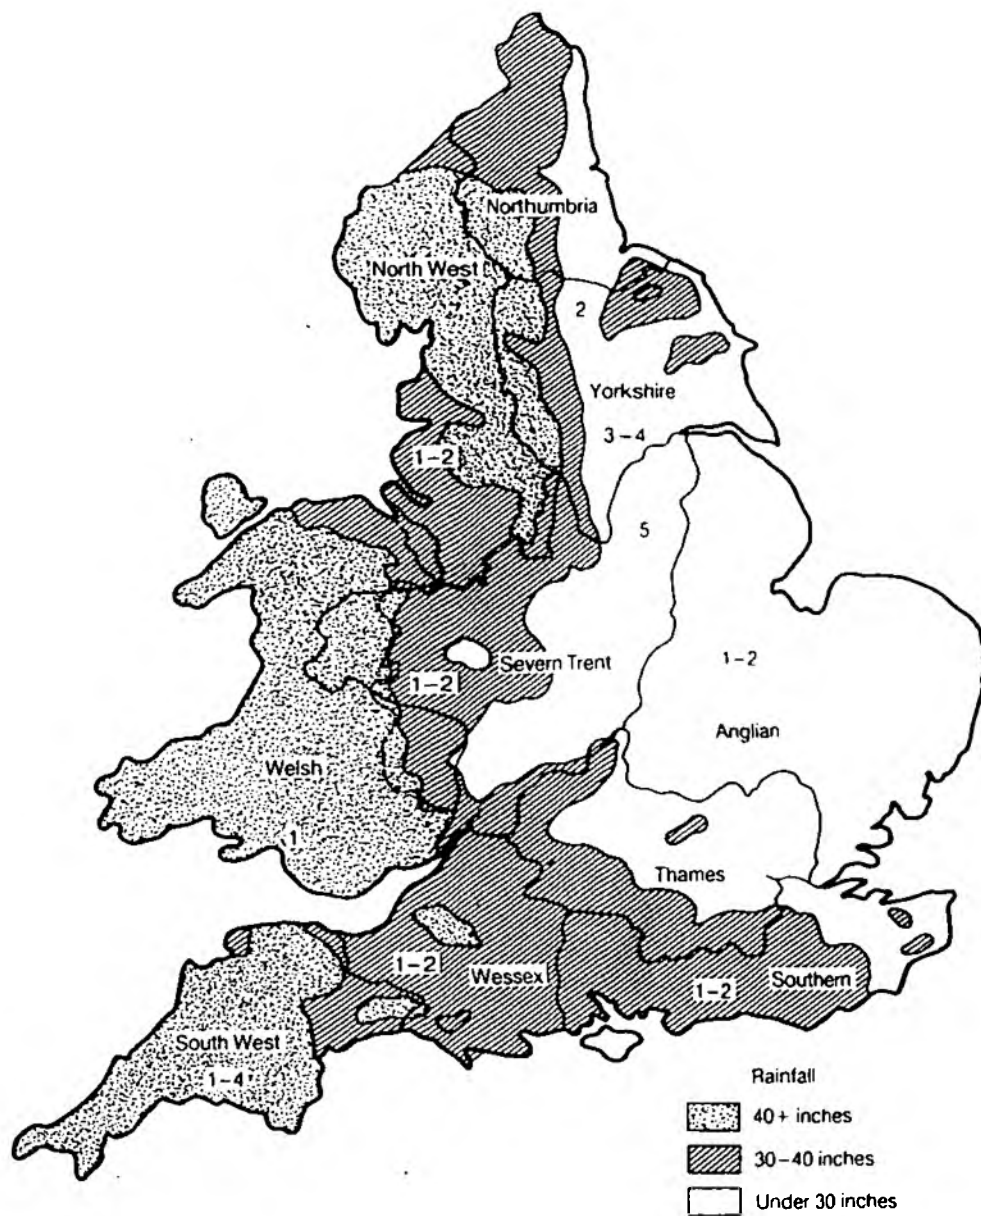 Northumbria
North West
2
Yorkshire
3–4
1–2
5
Severn Trent
1–2
1–2
Anglian
Welsh
1
Thames
1–2
Wessex
1–2
Southern
South West
1–4
Rainfall
40+ inches
30–40 inches
Under 30 inches